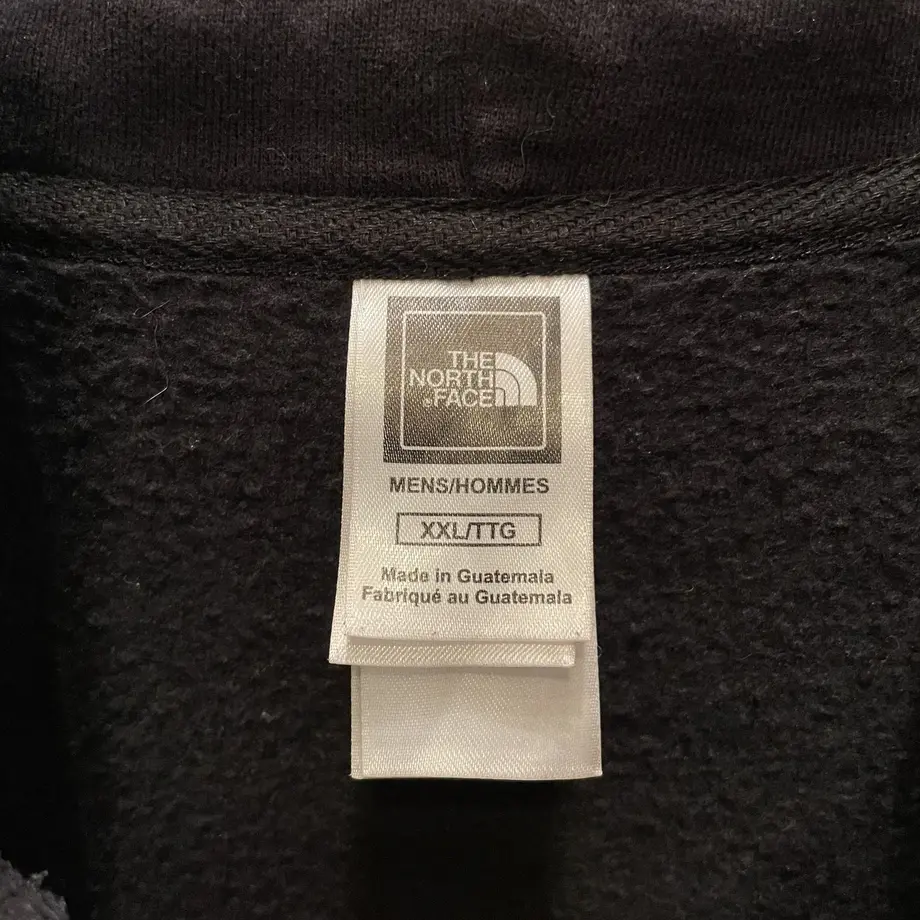 THE
NORTH
FACE
MENS/HOMMES
XXL/TTG
Made in Guatemala
Fabriqué au Guatemala